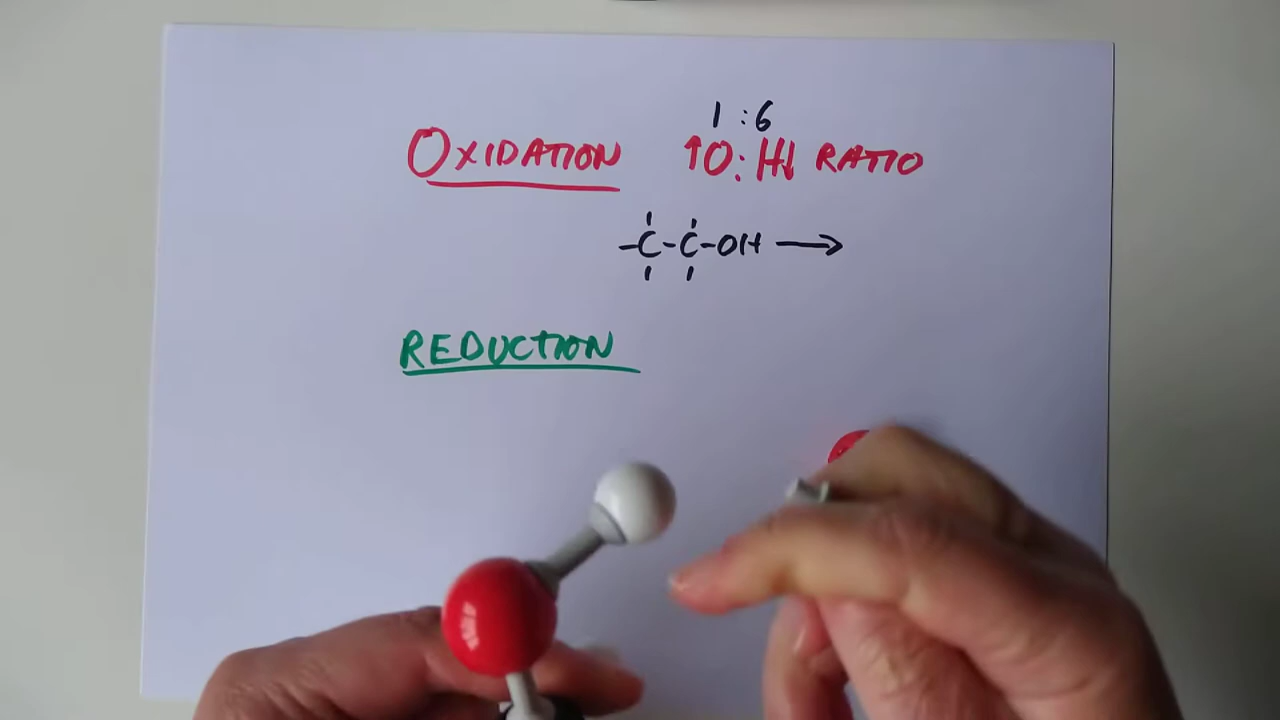 1 : 6
OXIDATION ↑O:H↓ RATIO
-C-C-OH →
REDUCTION